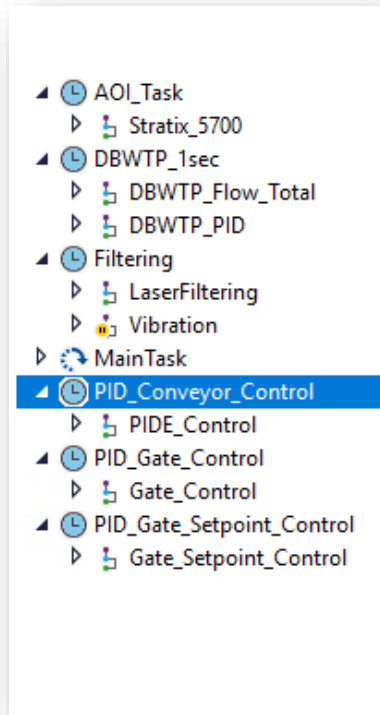 AOI_Task
Stratix_5700
DBWTP_1sec
DBWTP_Flow_Total
DBWTP_PID
Filtering
LaserFiltering
Vibration
MainTask
PID_Conveyor_Control
PIDE_Control
PID_Gate_Control
Gate_Control
PID_Gate_Setpoint_Control
Gate_Setpoint_Control